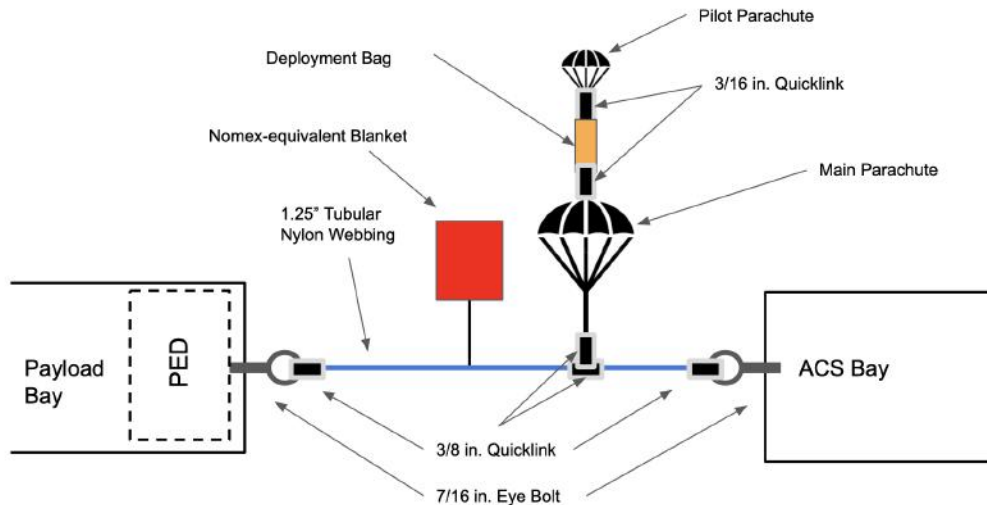 Pilot Parachute
Deployment Bag
3/16 in. Quicklink
Nomex-equivalent Blanket
Main Parachute
1.25” Tubular
Nylon Webbing
Payload
Bay
PED
ACS Bay
3/8 in. Quicklink
7/16 in. Eye Bolt